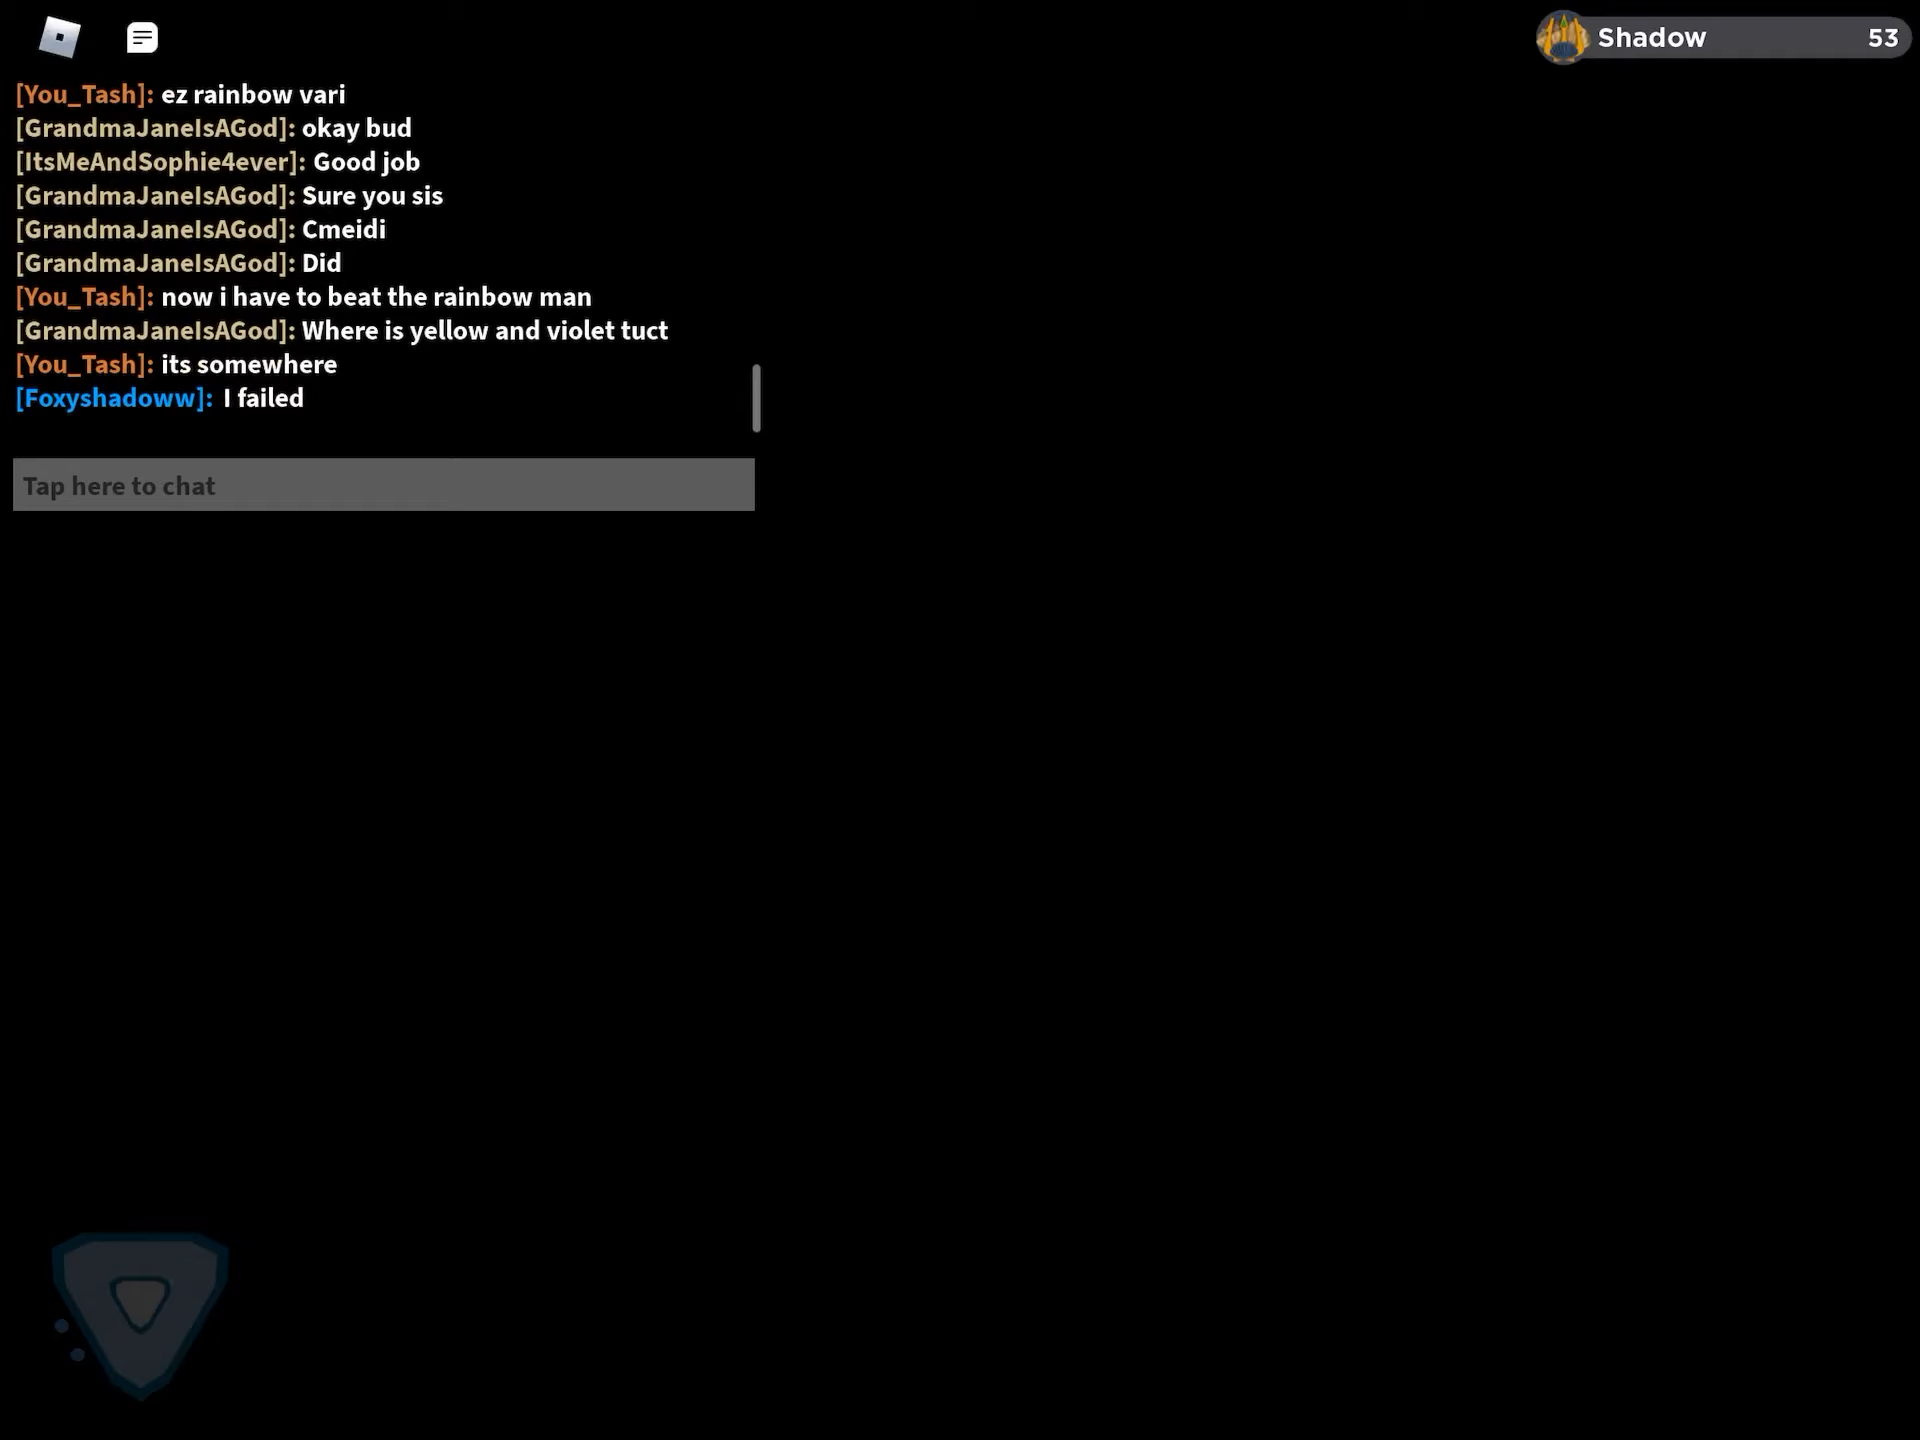 Shadow 53
[You_Tash]: ez rainbow vari
[GrandmaJaneIsAGod]: okay bud
[ItsMeAndSophie4ever]: Good job
[GrandmaJaneIsAGod]: Sure you sis
[GrandmaJaneIsAGod]: Cmeidi
[GrandmaJaneIsAGod]: Did
[You_Tash]: now i have to beat the rainbow man
[GrandmaJaneIsAGod]: Where is yellow and violet tuct
[You_Tash]: its somewhere
[Foxyshadoww]: I failed
Tap here to chat